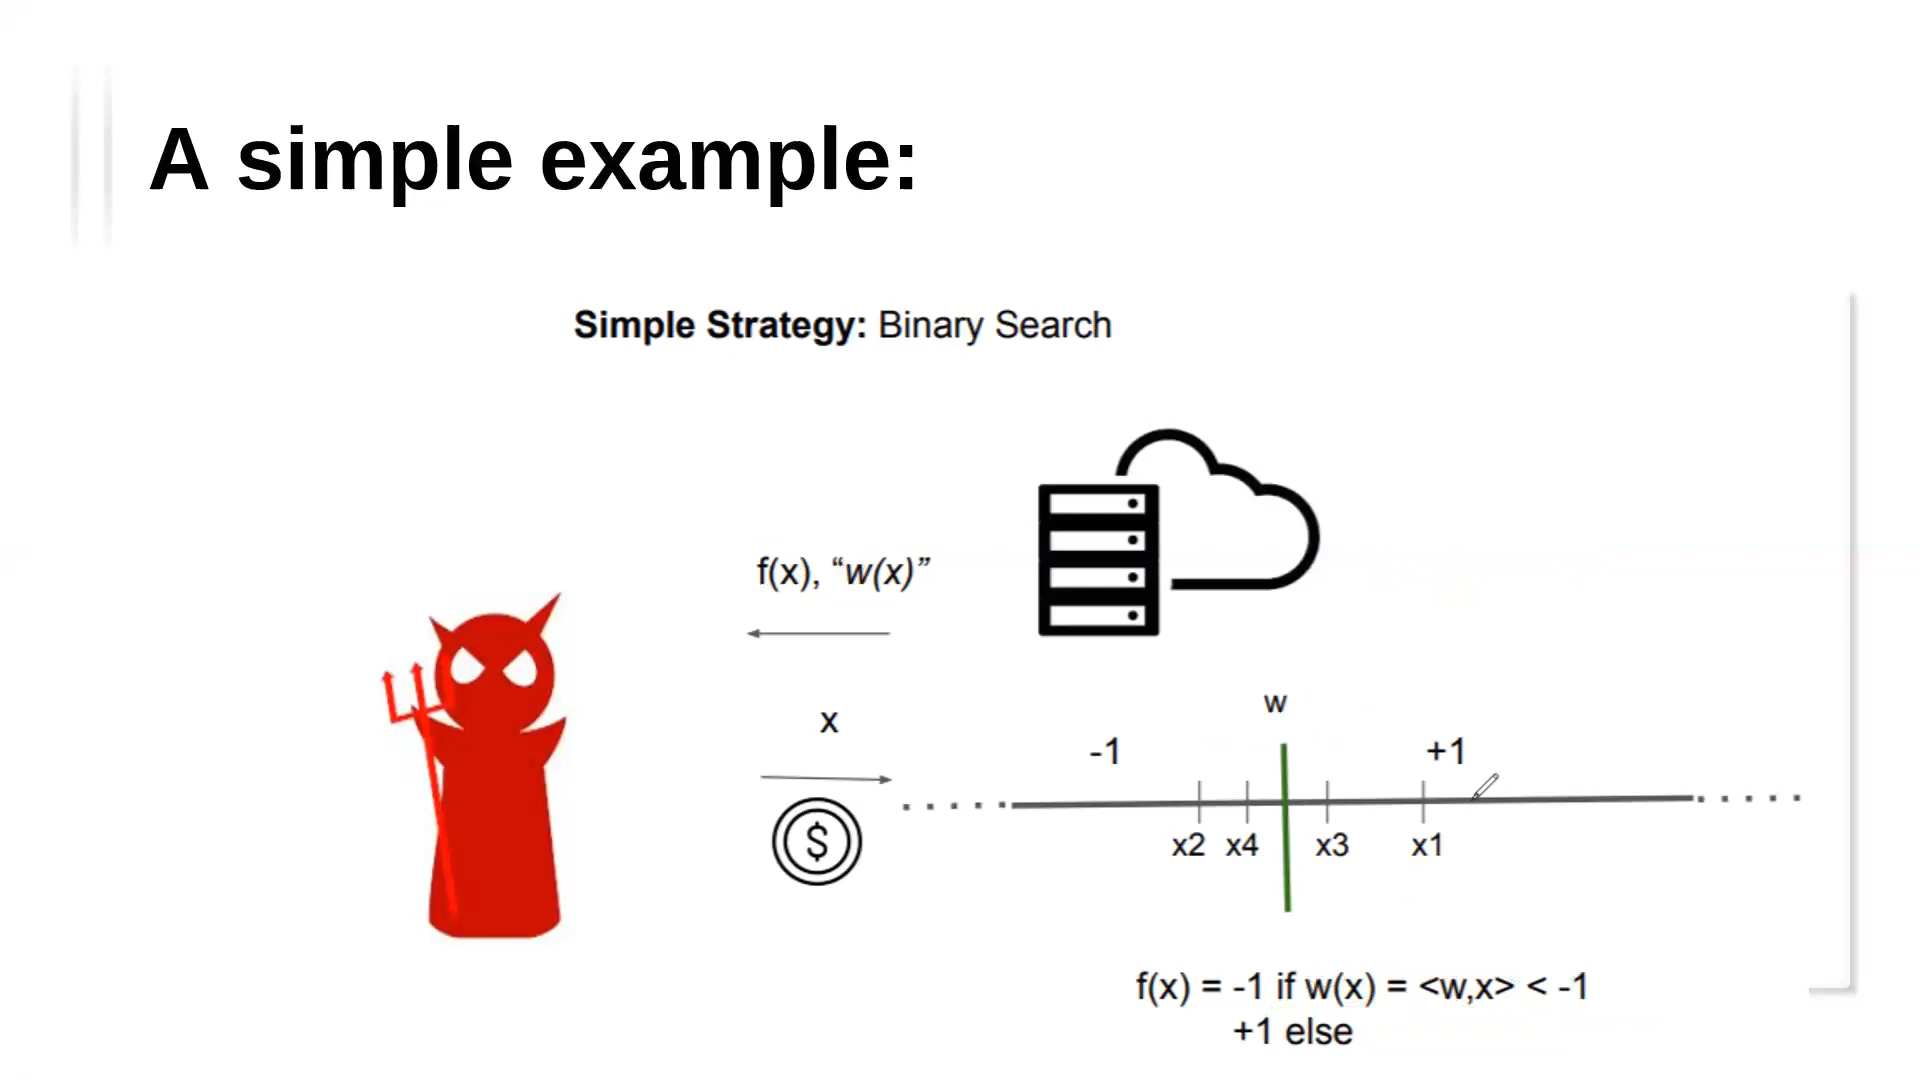 A simple example:
Simple Strategy: Binary Search
f(x), “w(x)”
x
$
w
-1
+1
x2 x4 x3 x1
f(x) = -1 if w(x) = <w,x> < -1
+1 else